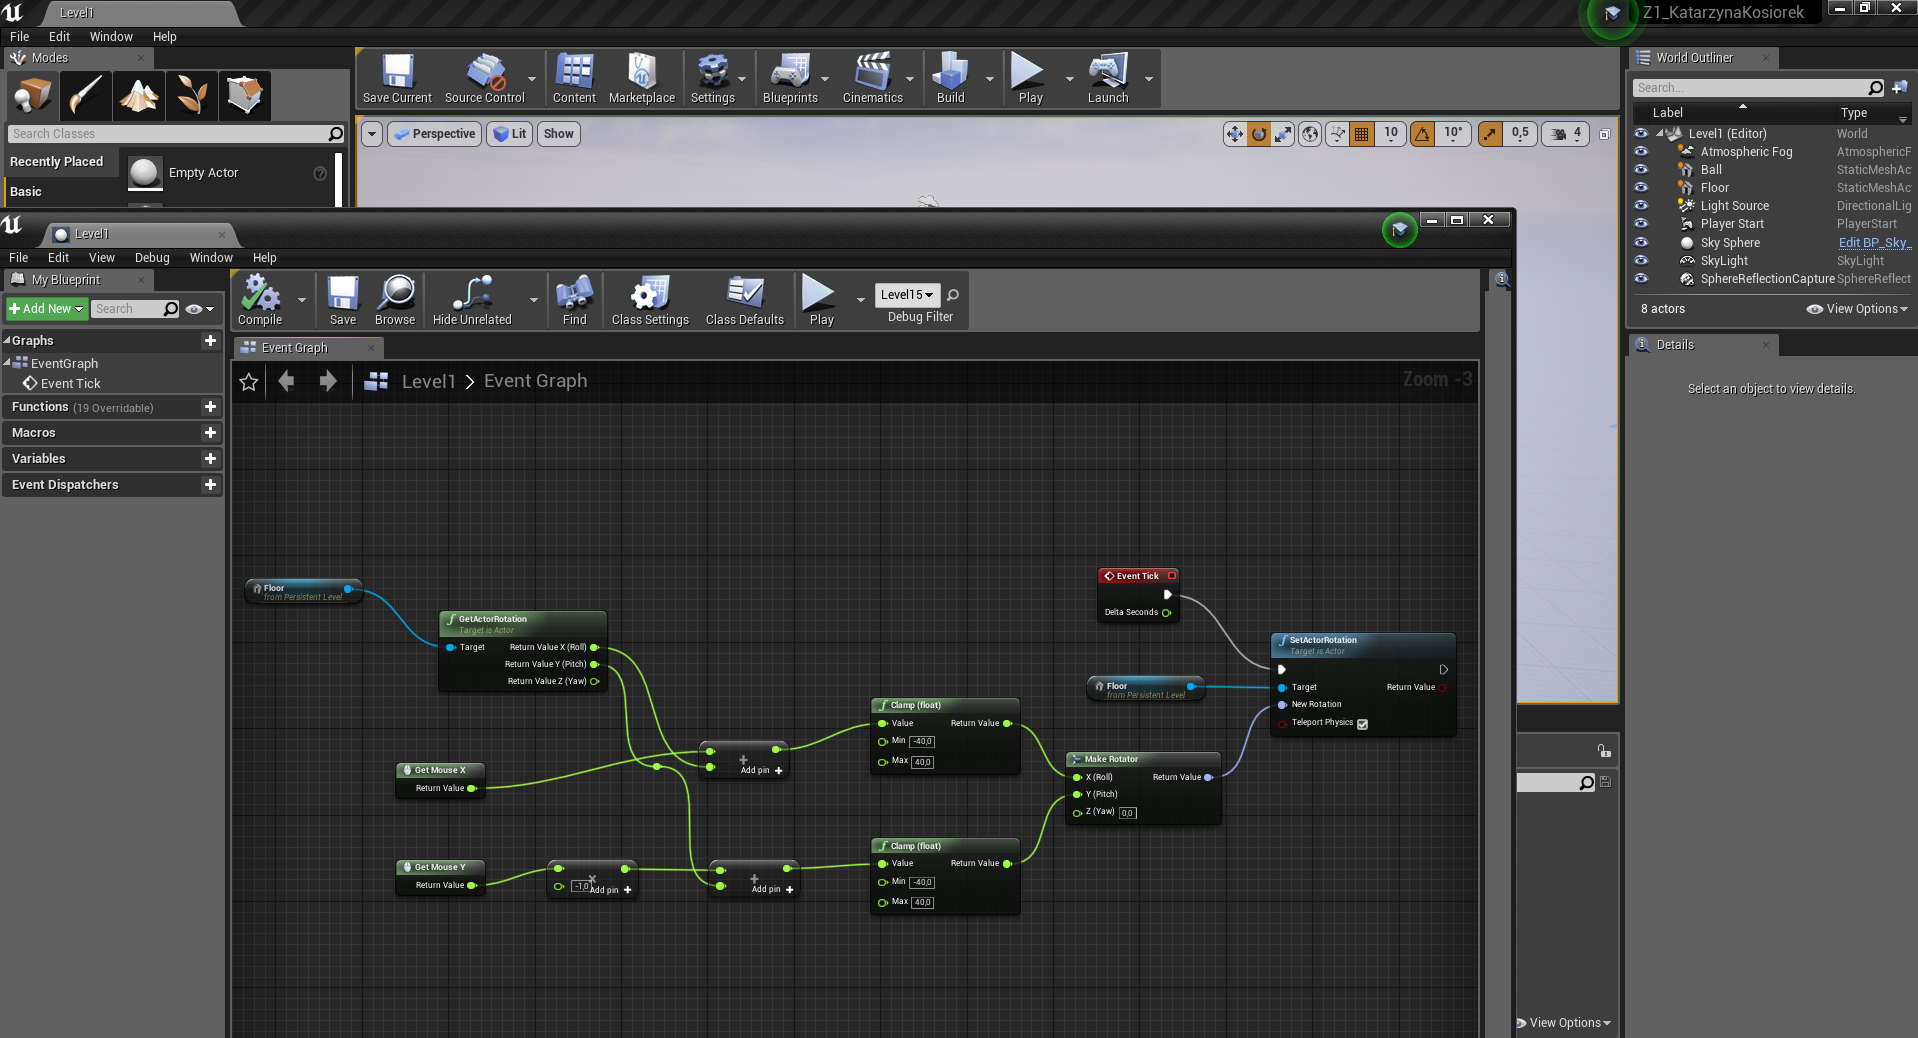 Level1
Z1_KatarzynaKosiorek
File Edit Window Help
Modes
Search Classes
Recently Placed
Basic
Empty Actor
Save Current
Source Control
Content
Marketplace
Settings
Blueprints
Cinematics
Build
Play
Launch
Perspective
Lit
Show
10
10°
0,5
4
World Outliner
Search...
Label Type
Level1 (Editor) World
Atmospheric Fog AtmosphericF
Ball StaticMeshAc
Floor StaticMeshAc
Light Source DirectionalLig
Player Start PlayerStart
Sky Sphere Edit BP_Sky_
SkyLight SkyLight
SphereReflectionCapture SphereReflect
8 actors
View Options
Details
Select an object to view details.
Level1
File Edit View Debug Window Help
My Blueprint
Add New
Search
Graphs
EventGraph
Event Tick
Functions (19 Overridable)
Macros
Variables
Event Dispatchers
Compile
Save
Browse
Hide Unrelated
Find
Class Settings
Class Defaults
Play
Level15
Debug Filter
Event Graph
Level1 > Event Graph
Zoom -3
Floor
from Persistent Level
GetActorRotation
Target is Actor
Target Return Value X (Roll)
Return Value Y (Pitch)
Return Value Z (Yaw)
Get Mouse X
Return Value
Get Mouse Y
Return Value
-1,0
Add pin +
Add pin +
Add pin +
Clamp (float)
Value Return Value
Min -40,0
Max 40,0
Clamp (float)
Value Return Value
Min -40,0
Max 40,0
Event Tick
Delta Seconds
Floor
from Persistent Level
Make Rotator
X (Roll) Return Value
Y (Pitch)
Z (Yaw) 0,0
SetActorRotation
Target is Actor
Target Return Value
New Rotation
Teleport Physics
View Options